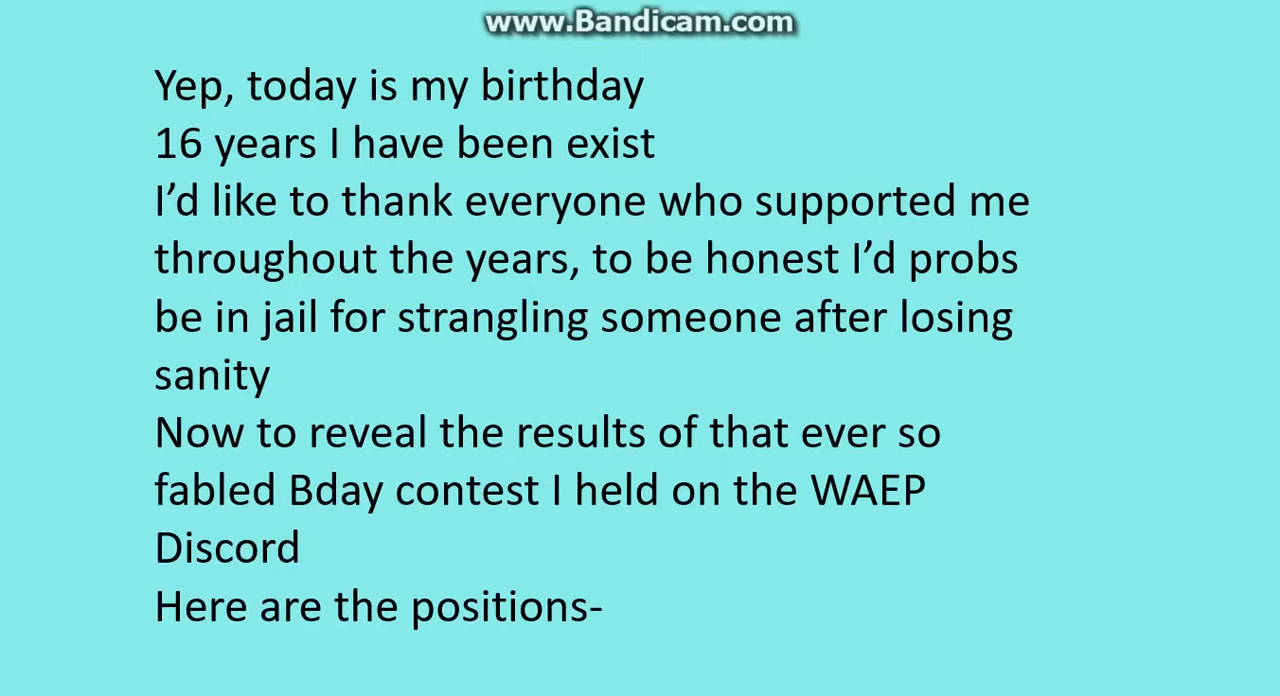 www.Bandicam.com
Yep, today is my birthday
16 years I have been exist
I’d like to thank everyone who supported me
throughout the years, to be honest I’d probs
be in jail for strangling someone after losing
sanity
Now to reveal the results of that ever so
fabled Bday contest I held on the WAEP
Discord
Here are the positions-